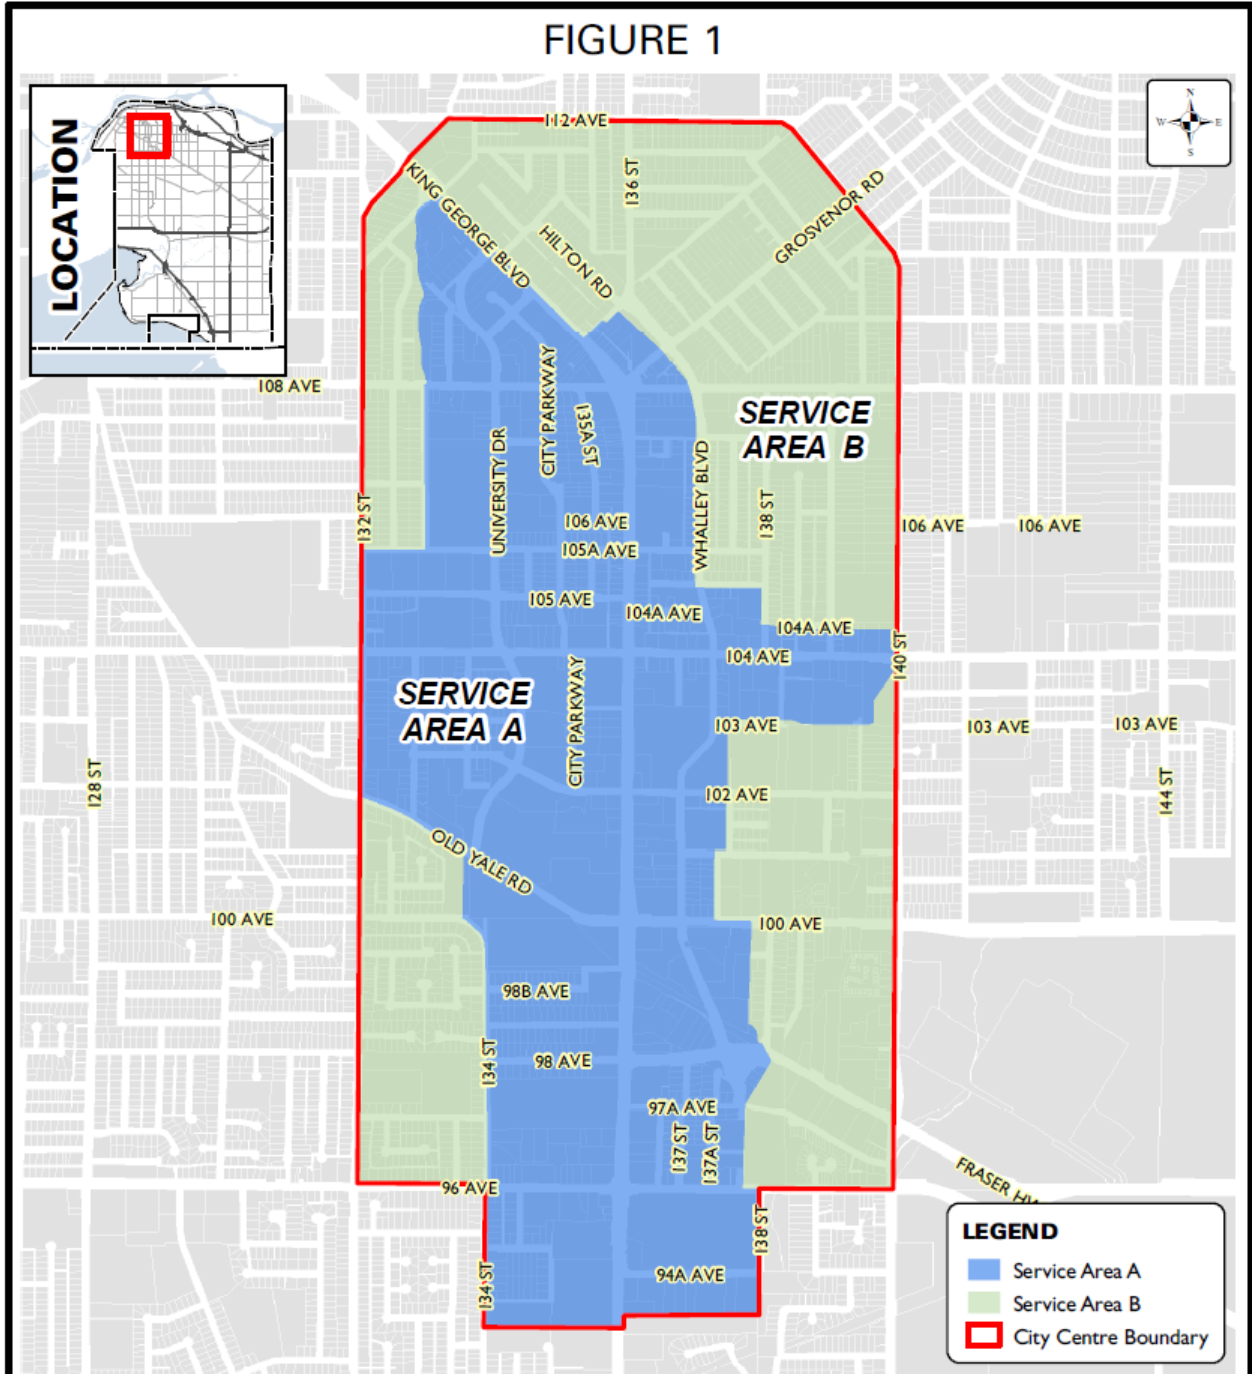 FIGURE 1
LOCATION
N
W
E
S
112 AVE
136 ST
KING GEORGE BLVD
HILTON RD
GROSVENOR RD
108 AVE
CITY PARKWAY
135A ST
SERVICE
AREA B
UNIVERSITY DR
WHALLEY BLVD
138 ST
132 ST
106 AVE
106 AVE
106 AVE
105A AVE
105 AVE
104A AVE
104A AVE
104 AVE
140 ST
SERVICE
AREA A
CITY PARKWAY
103 AVE
103 AVE
103 AVE
128 ST
102 AVE
144 ST
OLD YALE RD
100 AVE
100 AVE
98B AVE
134 ST
98 AVE
97A AVE
137 ST
137A ST
96 AVE
FRASER HW
138 ST
134 ST
94A AVE
LEGEND
Service Area A
Service Area B
City Centre Boundary